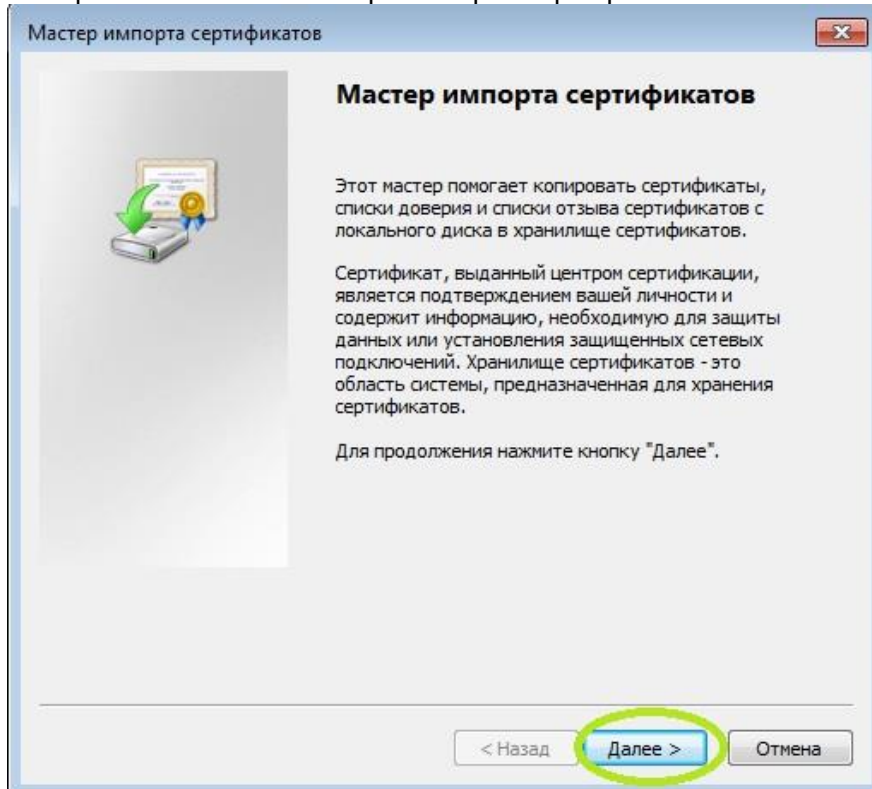 Мастер импорта сертификатов
Мастер импорта сертификатов
Этот мастер помогает копировать сертификаты,
списки доверия и списки отзыва сертификатов с
локального диска в хранилище сертификатов.
Сертификат, выданный центром сертификации,
является подтверждением вашей личности и
содержит информацию, необходимую для защиты
данных или установления защищенных сетевых
подключений. Хранилище сертификатов - это
область системы, предназначенная для хранения
сертификатов.
Для продолжения нажмите кнопку "Далее".
< Назад Далее > Отмена